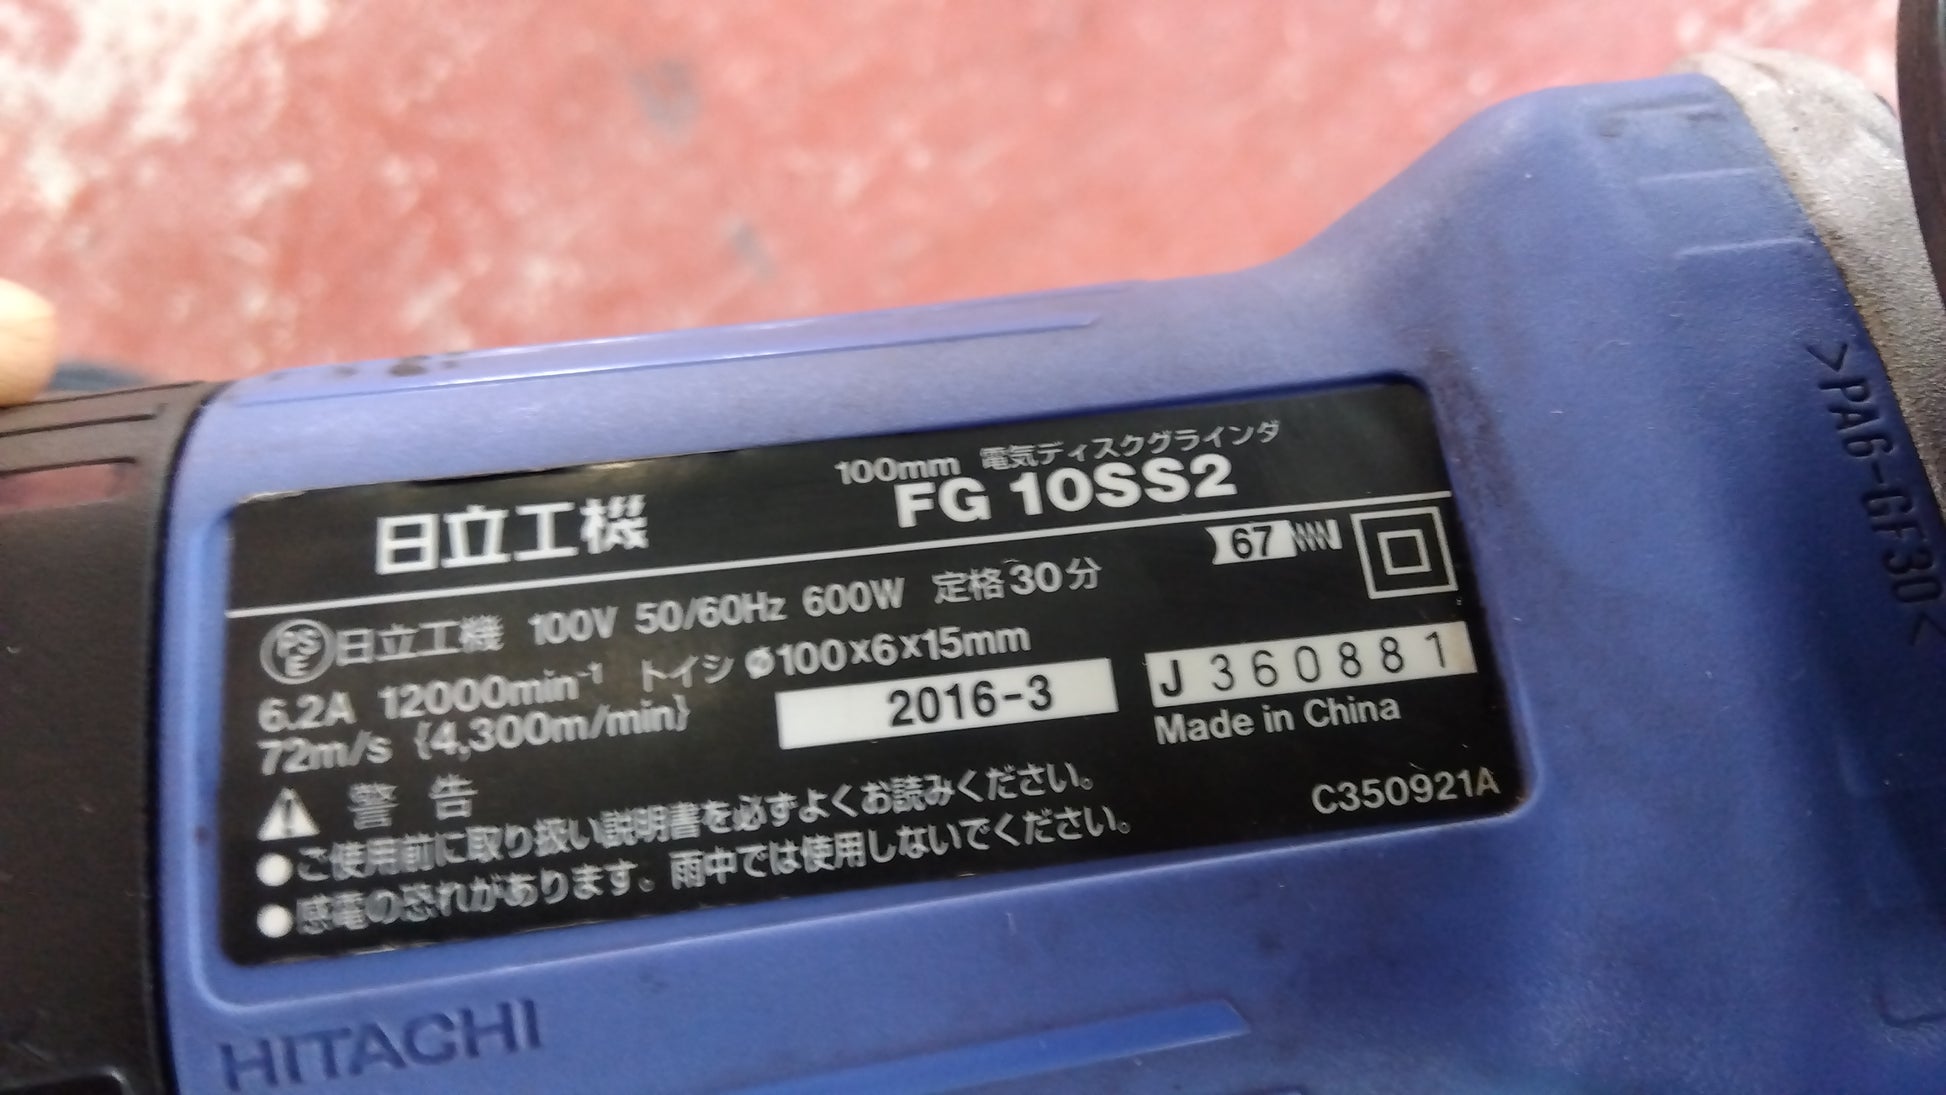 100mm 電気ディスクグラインダ
日立工機 FG 10SS2
67
PSE 日立工機 100V 50/60Hz 600W 定格30分
6.2A 12000min⁻¹ トイシ φ100×6×15mm
72m/s {4,300m/min} 2016-3 J360881
Made in China
警告
●ご使用前に取り扱い説明書を必ずよくお読みください。
●感電の恐れがあります。雨中では使用しないでください。
C350921A
HITACHI
>PA6-GF30<